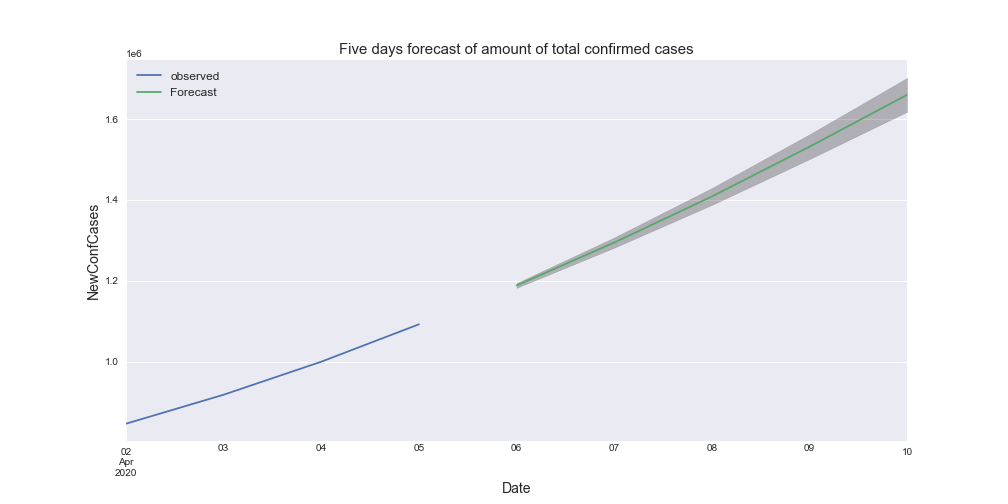 Five days forecast of amount of total confirmed cases
1e6
observed
Forecast
1.6
1.4
1.2
1.0
NewConfCases
02 03 04 05 06 07 08 09 10
Apr
2020
Date